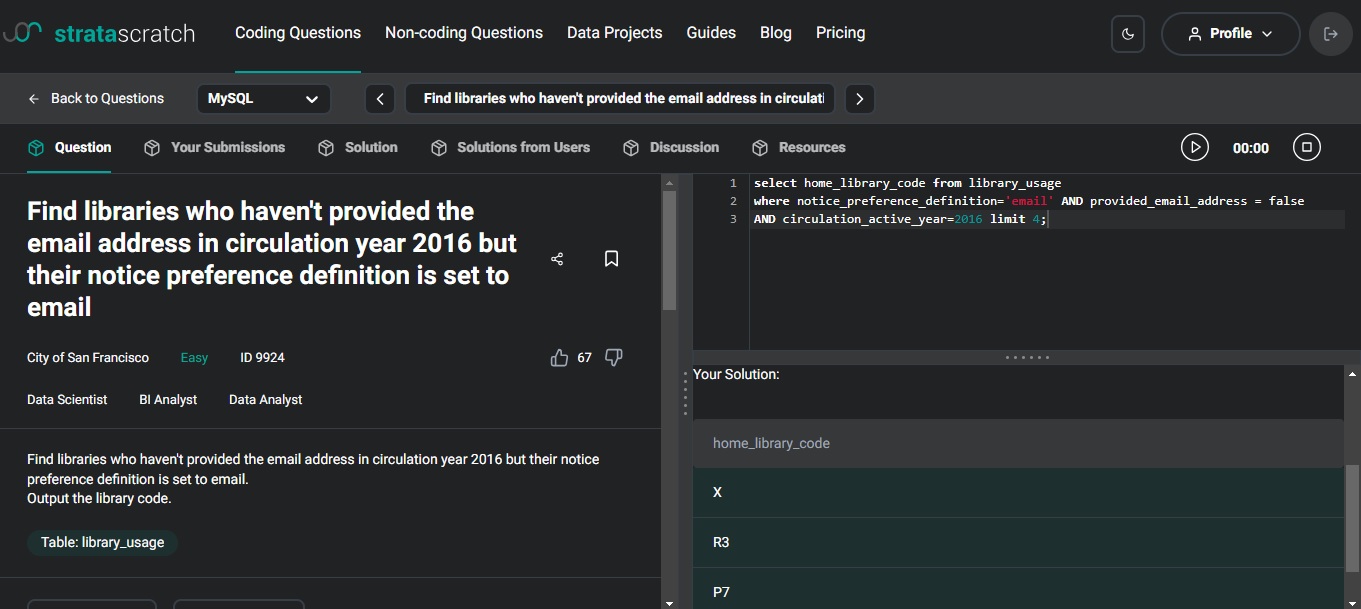 stratascratch
Coding Questions Non-coding Questions Data Projects Guides Blog Pricing
Profile
Back to Questions
MySQL
Find libraries who haven't provided the email address in circulati
Question
Your Submissions
Solution
Solutions from Users
Discussion
Resources
00:00
Find libraries who haven't provided the
email address in circulation year 2016 but
their notice preference definition is set to
email
City of San Francisco Easy ID 9924
67
Data Scientist BI Analyst Data Analyst
Find libraries who haven't provided the email address in circulation year 2016 but their notice
preference definition is set to email.
Output the library code.
Table: library_usage
1 select home_library_code from library_usage
2 where notice_preference_definition='email' AND provided_email_address = false
3 AND circulation_active_year=2016 limit 4;
Your Solution:
home_library_code
X
R3
P7